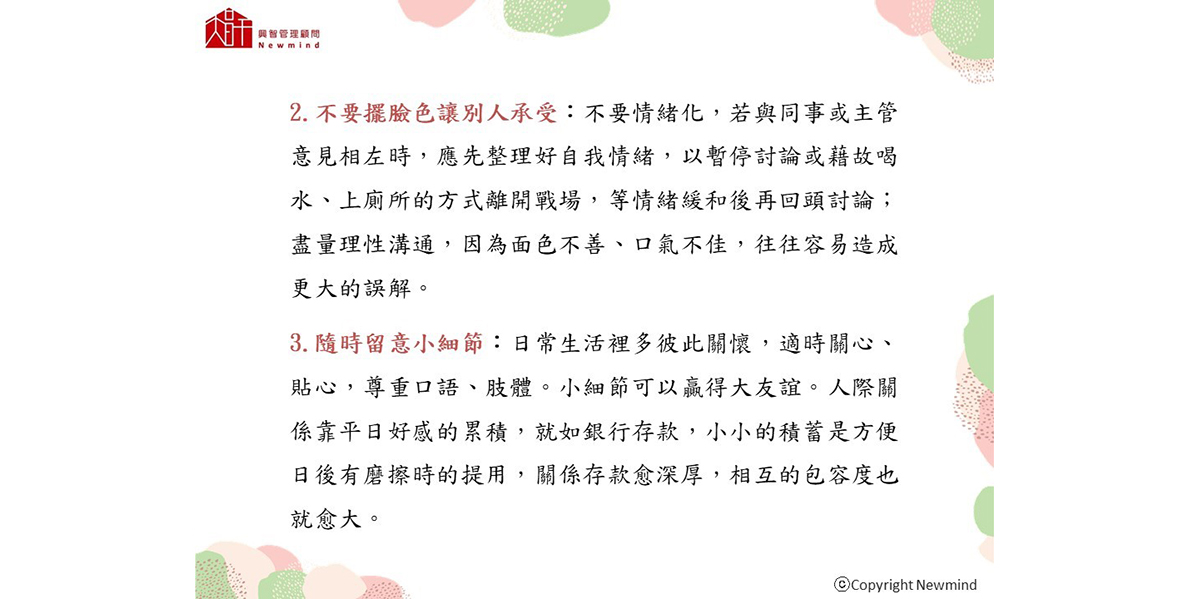 興智管理顧問
Newmind
2. 不要擺臉色讓別人承受：不要情緒化，若與同事或主管
意見相左時，應先整理好自我情緒，以暫停討論或藉故喝
水、上廁所的方式離開戰場，等情緒緩和後再回頭討論；
盡量理性溝通，因為面色不善、口氣不佳，往往容易造成
更大的誤解。
3. 隨時留意小細節：日常生活裡多彼此關懷，適時關心、
貼心，尊重口語、肢體。小細節可以贏得大友誼。人際關
係靠平日好感的累積，就如銀行存款，小小的積蓄是方便
日後有磨擦時的提用，關係存款愈深厚，相互的包容度也
就愈大。
ⓒCopyright Newmind